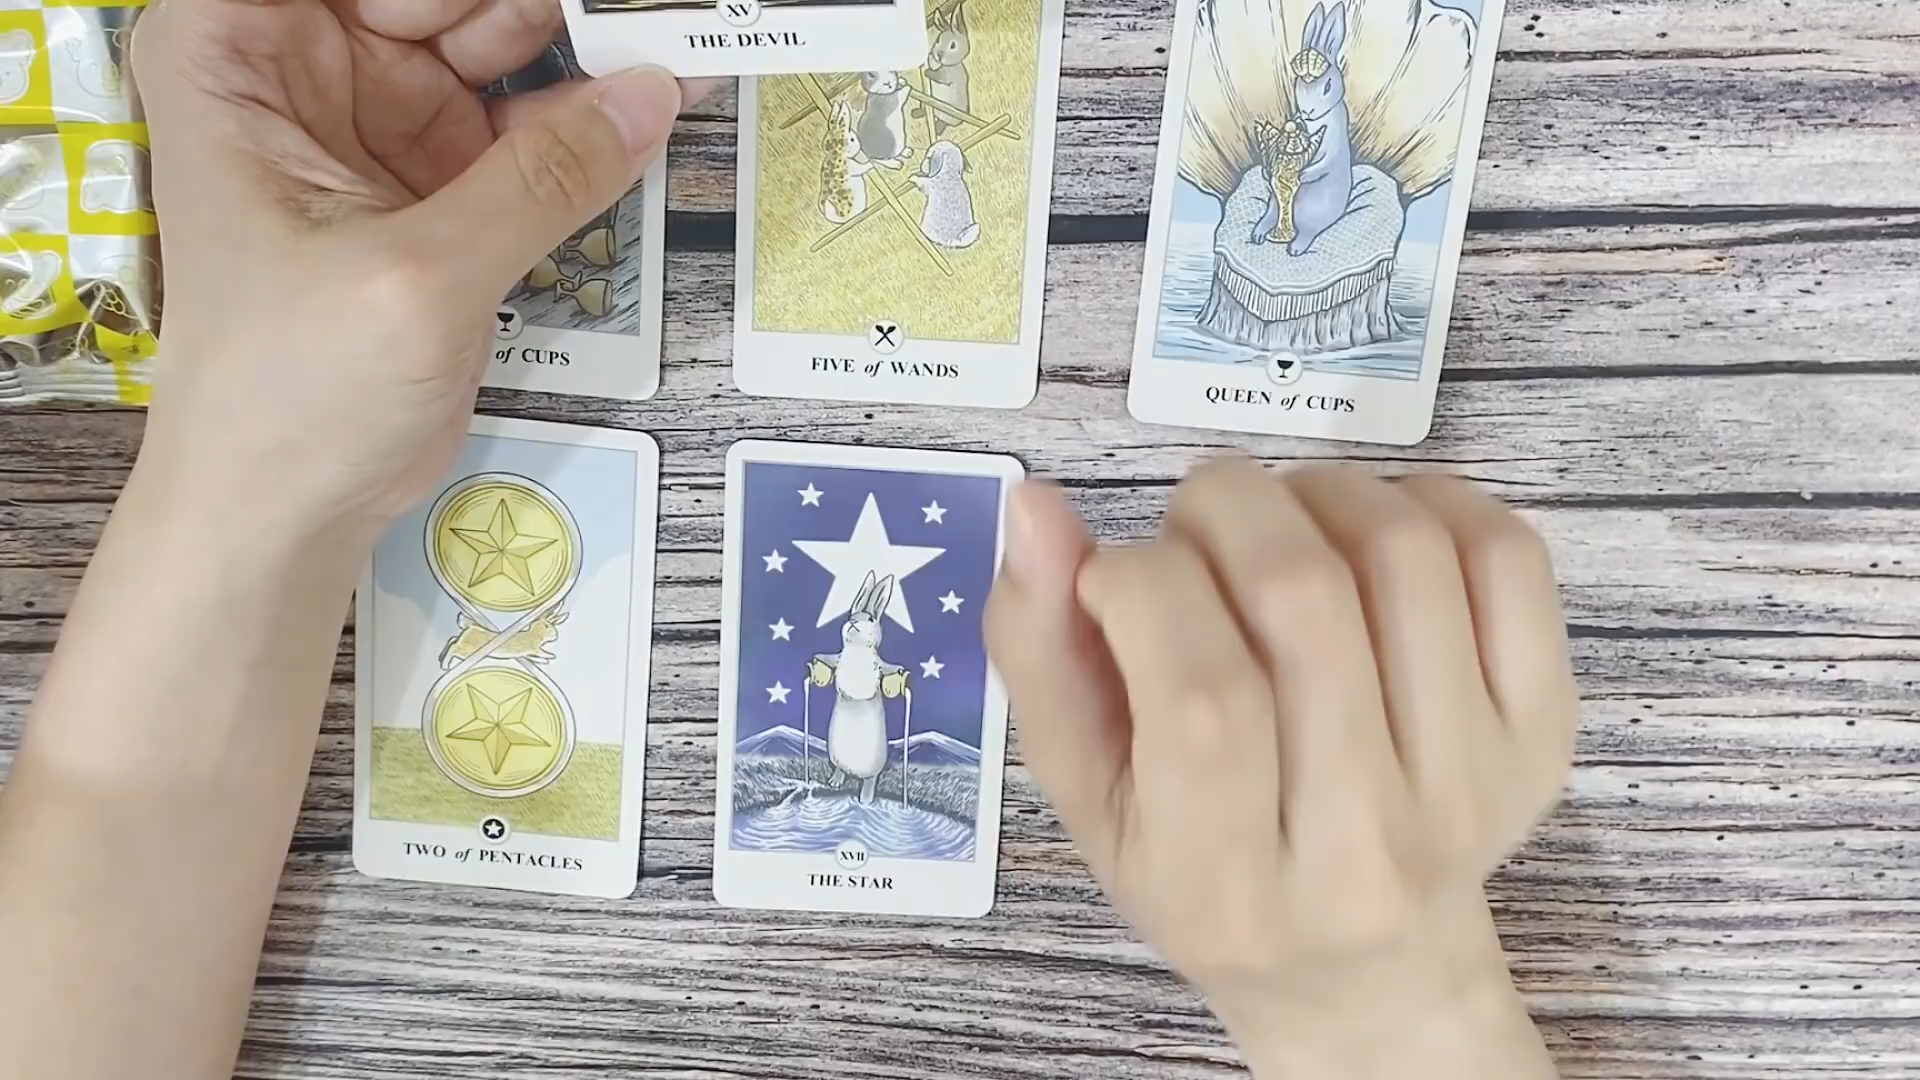 XV
THE DEVIL
of CUPS
FIVE of WANDS
QUEEN of CUPS
TWO of PENTACLES
XVII
THE STAR